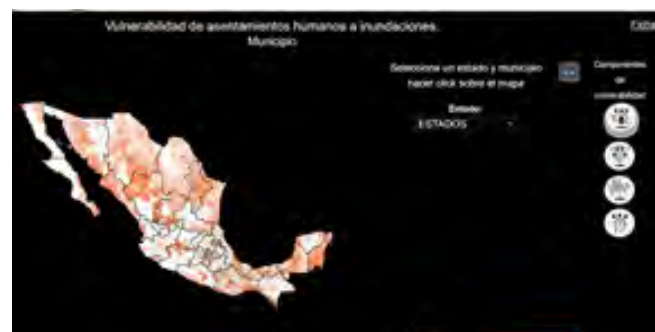 Vulnerabilidad de asentamientos humanos a inundaciones.
Municipio
Seleccione un estado y municipio
hacer click sobre el mapa
Estado:
ESTADOS
Componentes
de
vulnerabilidad